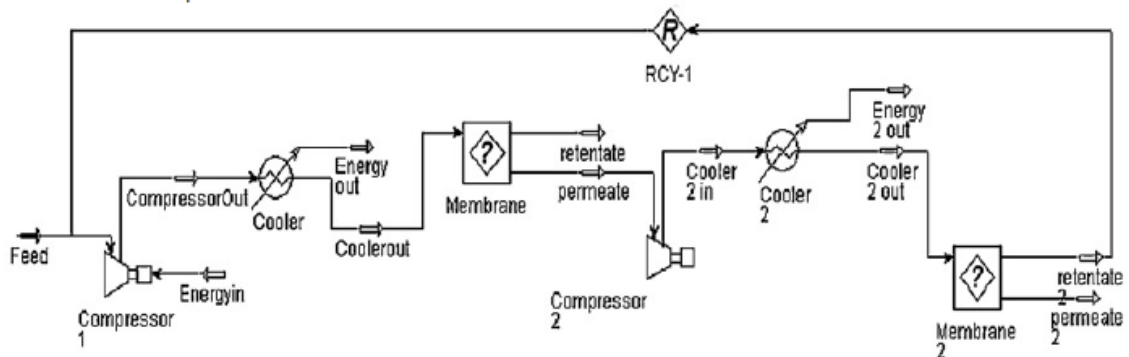 R
RCY-1
Energy
2 out
?
retentate
permeate
Membrane
Energy
out
CompressorOut
Cooler
Coolerout
Cooler
2 in
Cooler
2
Cooler
2 out
Feed
Energyin
Compressor
1
Compressor
2
?
retentate
2
permeate
2
Membrane
2